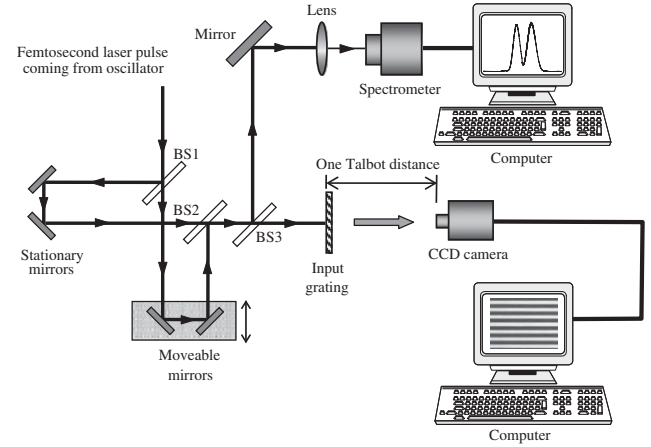 Lens
Mirror
Femtosecond laser pulse
coming from oscillator
Spectrometer
Computer
BS1
One Talbot distance
BS2
BS3
Stationary
mirrors
Input
grating
CCD camera
Moveable
mirrors
Computer